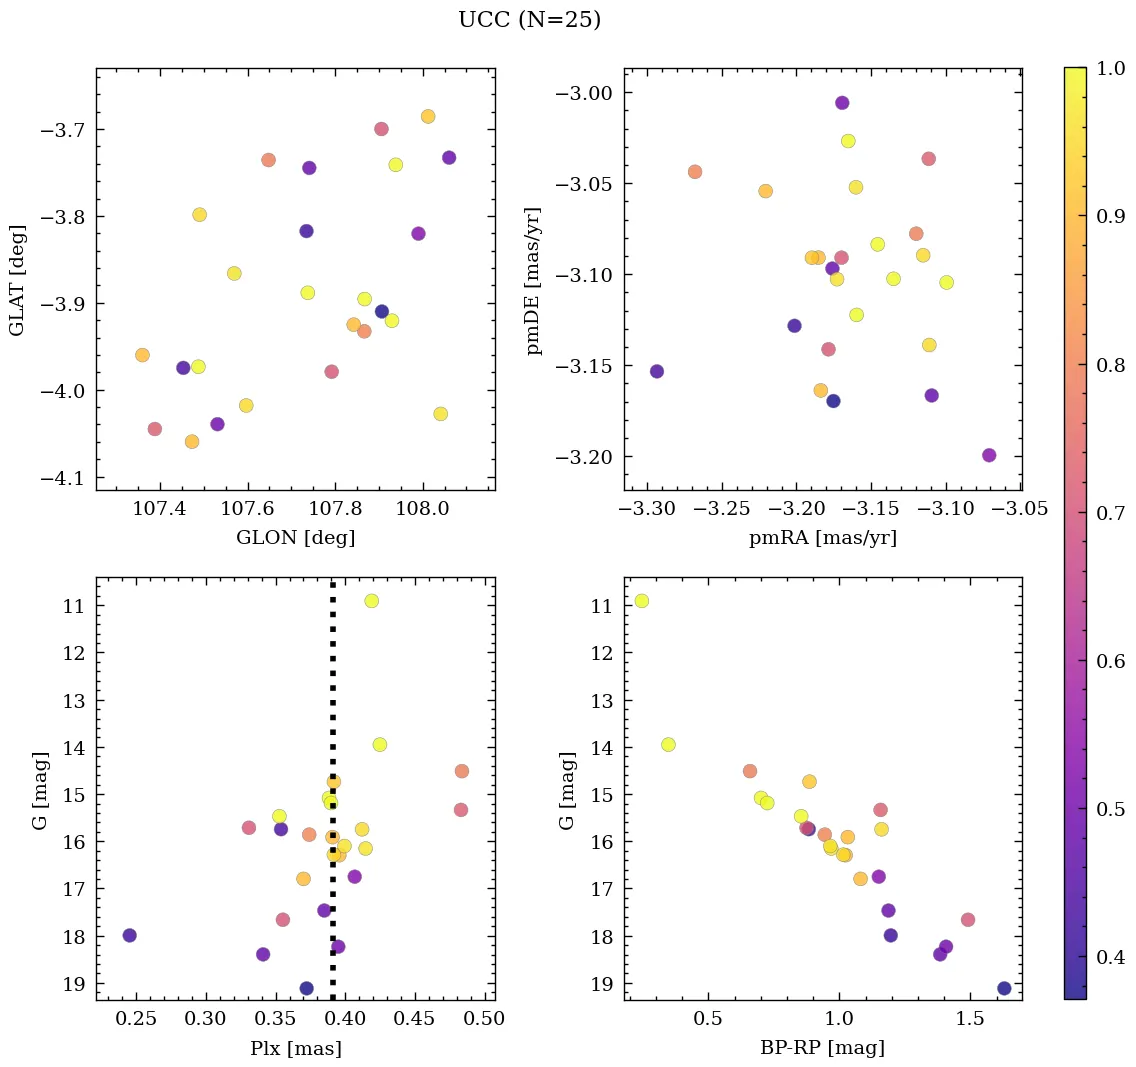 UCC (N=25)
−3.7
−3.8
−3.9
−4.0
−4.1
GLAT [deg]
107.4 107.6 107.8 108.0
GLON [deg]
−3.00
−3.05
−3.10
−3.15
−3.20
pmDE [mas/yr]
−3.30 −3.25 −3.20 −3.15 −3.10 −3.05
pmRA [mas/yr]
11
12
13
14
15
16
17
18
19
G [mag]
0.25 0.30 0.35 0.40 0.45 0.50
Plx [mas]
11
12
13
14
15
16
17
18
19
G [mag]
0.5 1.0 1.5
BP-RP [mag]
1.0
0.9
0.8
0.7
0.6
0.5
0.4